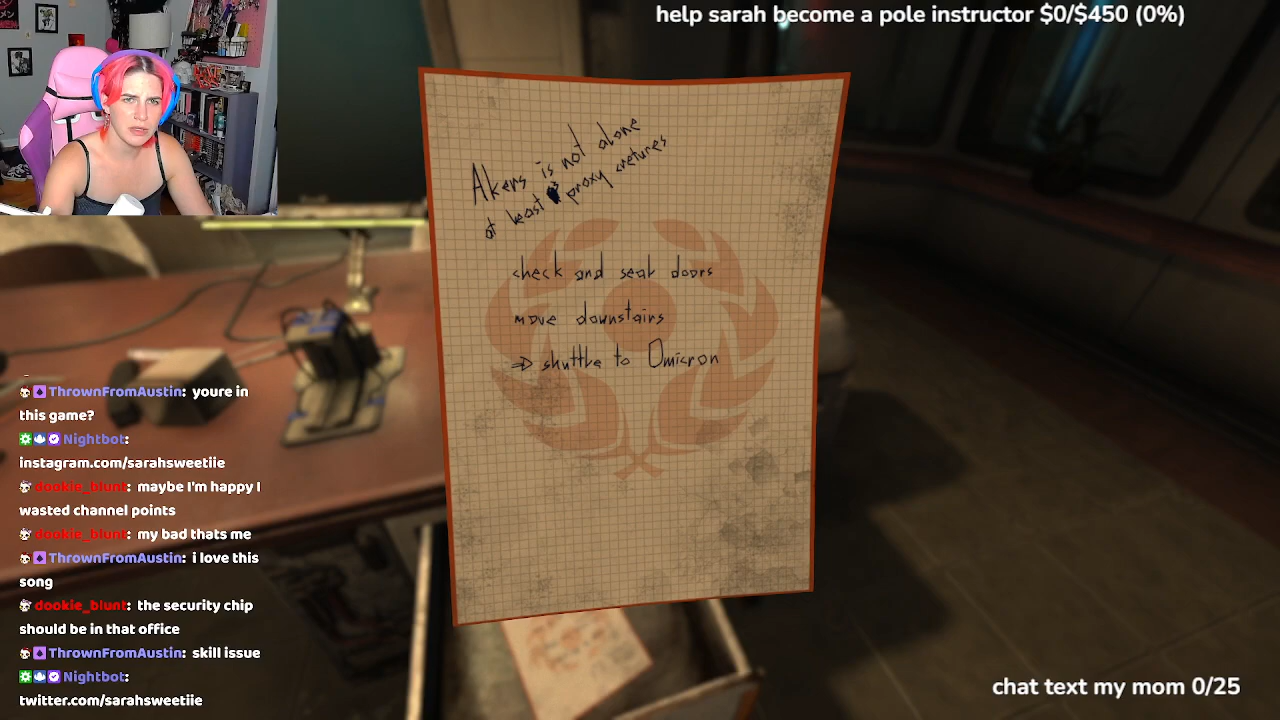 help sarah become a pole instructor $0/$450 (0%)
Akers is not alone
at least proxy cretures
check and seal doors
move downstairs
⇒ shuttle to Omicron
ThrownFromAustin: youre in
this game?
Nightbot:
instagram.com/sarahsweetiie
dookie_blunt: maybe I'm happy I
wasted channel points
dookie_blunt: my bad thats me
ThrownFromAustin: i love this
song
dookie_blunt: the security chip
should be in that office
ThrownFromAustin: skill issue
Nightbot:
twitter.com/sarahsweetiie
chat text my mom 0/25